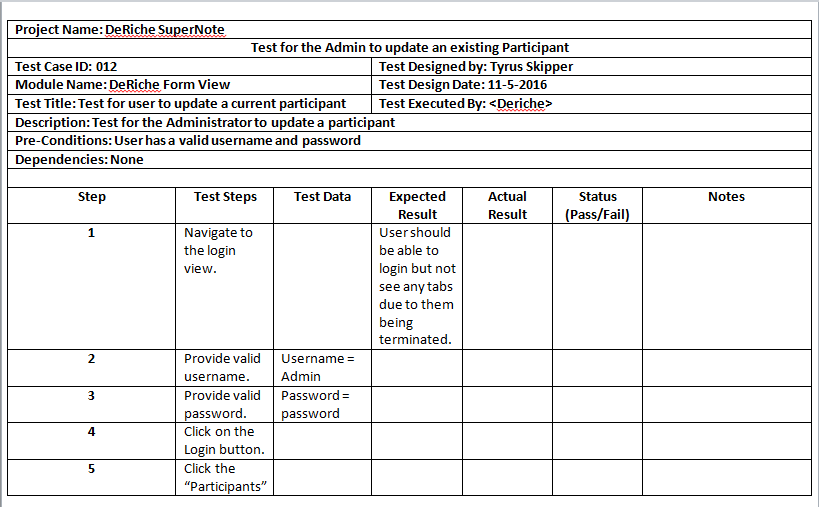 Project Name: DeRiche SuperNote
Test for the Admin to update an existing Participant
Test Case ID: 012
Test Designed by: Tyrus Skipper
Module Name: DeRiche Form View
Test Design Date: 11-5-2016
Test Title: Test for user to update a current participant
Test Executed By: <Deriche>
Description: Test for the Administrator to update a participant
Pre-Conditions: User has a valid username and password
Dependencies: None
Step
Test Steps
Test Data
Expected
Result
Actual
Result
Status
(Pass/Fail)
Notes
1
Navigate to
the login
view.
User should
be able to
login but not
see any tabs
due to them
being
terminated.
2
Provide valid
username.
Username =
Admin
3
Provide valid
password.
Password =
password
4
Click on the
Login button.
5
Click the
“Participants”